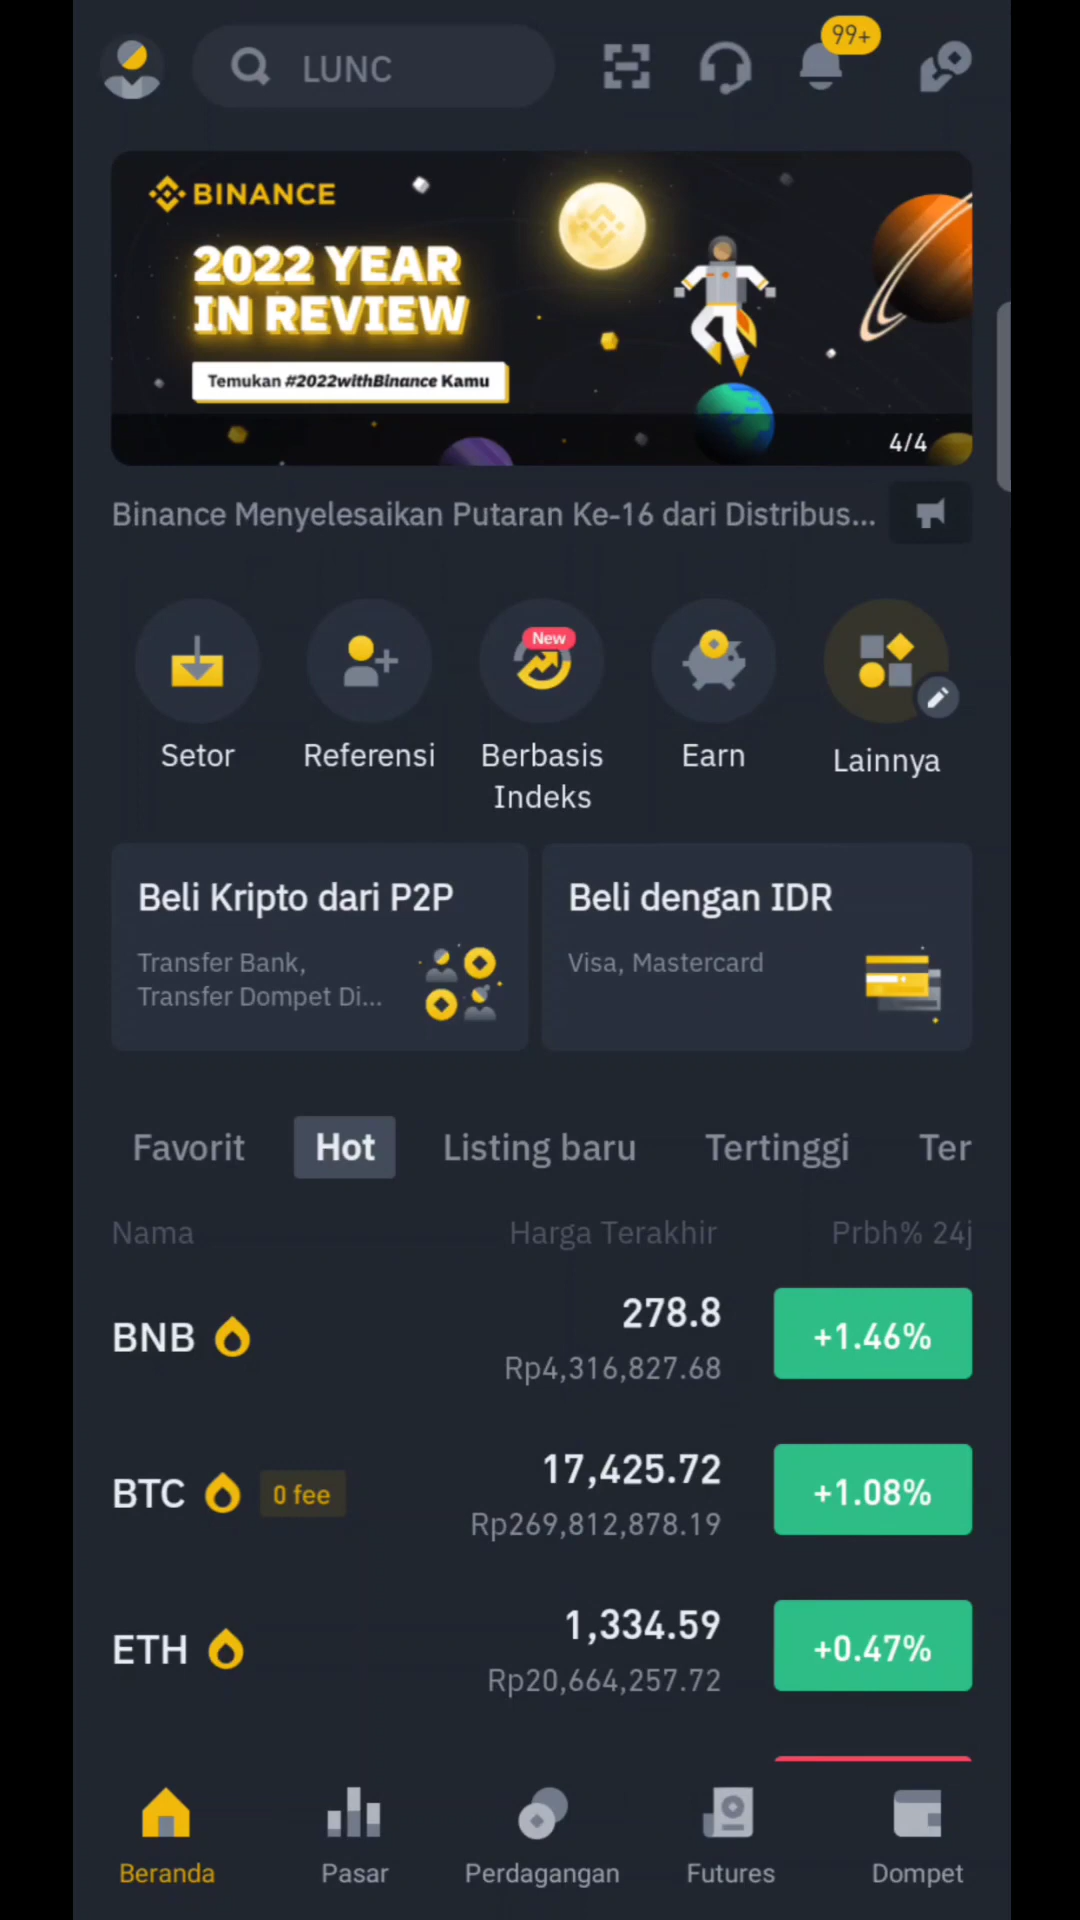 LUNC
99+
BINANCE
2022 YEAR
IN REVIEW
Temukan #2022withBinance Kamu
4/4
Binance Menyelesaikan Putaran Ke-16 dari Distribus...
New
Setor
Referensi
Berbasis
Indeks
Earn
Lainnya
Beli Kripto dari P2P
Transfer Bank,
Transfer Dompet Di...
Beli dengan IDR
Visa, Mastercard
Favorit Hot Listing baru Tertinggi Ter
Nama Harga Terakhir Prbh% 24j
BNB 278.8 +1.46%
Rp4,316,827.68
BTC 0 fee 17,425.72 +1.08%
Rp269,812,878.19
ETH 1,334.59 +0.47%
Rp20,664,257.72
Beranda Pasar Perdagangan Futures Dompet